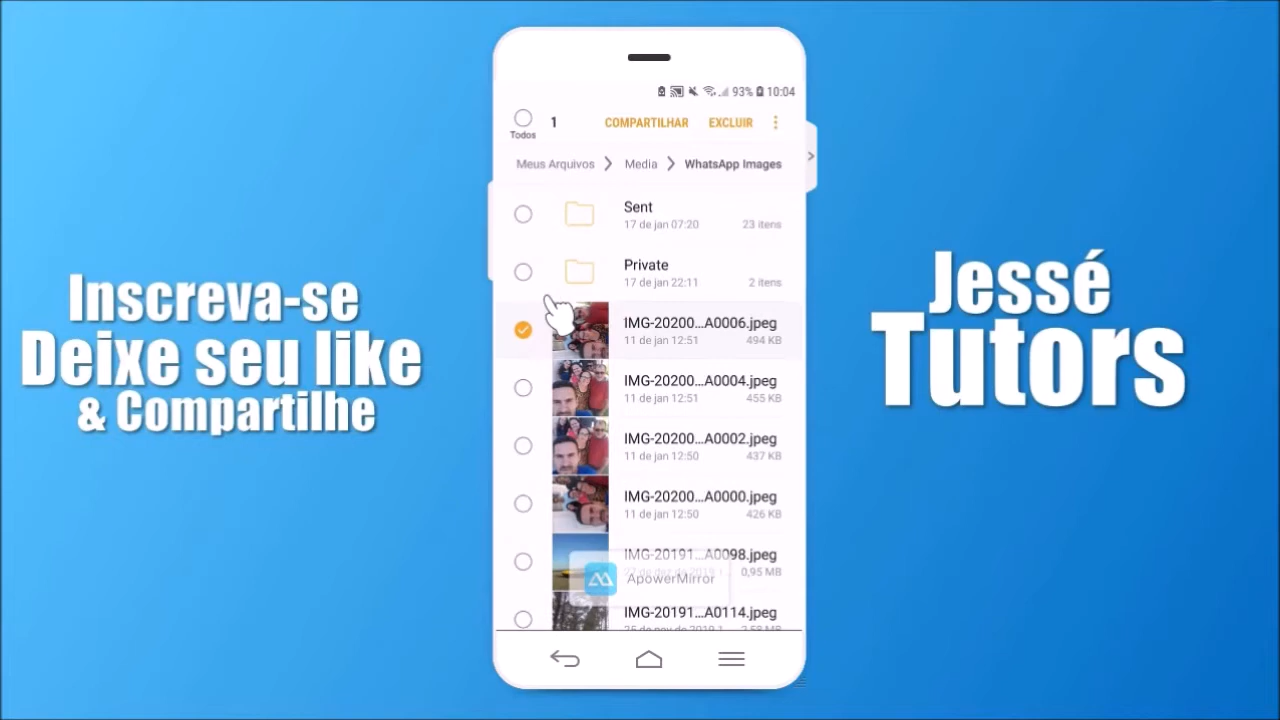 Inscreva-se
Deixe seu like
& Compartilhe
93% 10:04
Todos
1 COMPARTILHAR EXCLUIR
Meus Arquivos > Media > WhatsApp Images
Sent
17 de jan 07:20 23 itens
Private
17 de jan 22:11 2 itens
IMG-20200...A0006.jpeg
11 de jan 12:51 494 KB
IMG-20200...A0004.jpeg
11 de jan 12:51 455 KB
IMG-20200...A0002.jpeg
11 de jan 12:50 437 KB
IMG-20200...A0000.jpeg
11 de jan 12:50 426 KB
IMG-20191...A0098.jpeg
0,95 MB
ApowerMirror
IMG-20191...A0114.jpeg
Jessé
Tutors